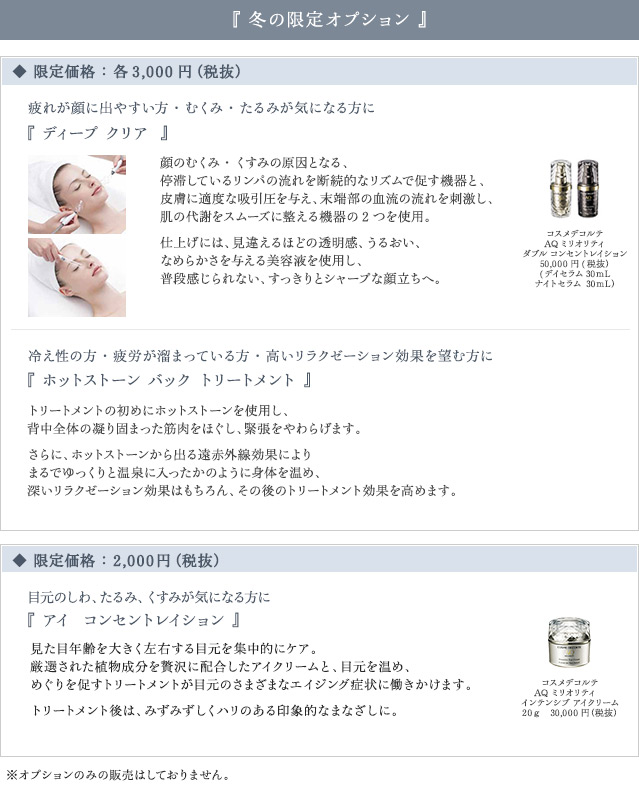 『 冬の限定オプション 』
◆ 限定価格 : 各3,000円(税抜)
疲れが顔に出やすい方・むくみ・たるみが気になる方に
『 ディープ クリア 』
顔のむくみ・くすみの原因となる、
停滞しているリンパの流れを断続的なリズムで促す機器と、
皮膚に適度な吸引圧を与え、末端部の血流の流れを刺激し、
肌の代謝をスムーズに整える機器の2つを使用。
仕上げには、見違えるほどの透明感、うるおい、
なめらかさを与える美容液を使用し、
普段感じられない、すっきりとシャープな顔立ちへ。
コスメデコルテ
AQ ミリオリティ
ダブル コンセントレイション
50,000円(税抜)
(デイセラム 30mL
ナイトセラム 30mL)
冷え性の方・疲労が溜まっている方・高いリラクゼーション効果を望む方に
『 ホットストーン バック トリートメント 』
トリートメントの初めにホットストーンを使用し、
背中全体の凝り固まった筋肉をほぐし、緊張をやわらげます。
さらに、ホットストーンから出る遠赤外線効果により
まるでゆっくりと温泉に入ったかのように身体を温め、
深いリラクゼーション効果はもちろん、その後のトリートメント効果を高めます。
◆ 限定価格 : 2,000円(税抜)
目元のしわ、たるみ、くすみが気になる方に
『 アイ コンセントレイション 』
見た目年齢を大きく左右する目元を集中的にケア。
厳選された植物成分を贅沢に配合したアイクリームと、目元を温め、
めぐりを促すトリートメントが目元のさまざまなエイジング症状に働きかけます。
トリートメント後は、みずみずしくハリのある印象的なまなざしに。
コスメデコルテ
AQ ミリオリティ
インテンシブ アイクリーム
20g 30,000円(税抜)
※オプションのみの販売はしておりません。